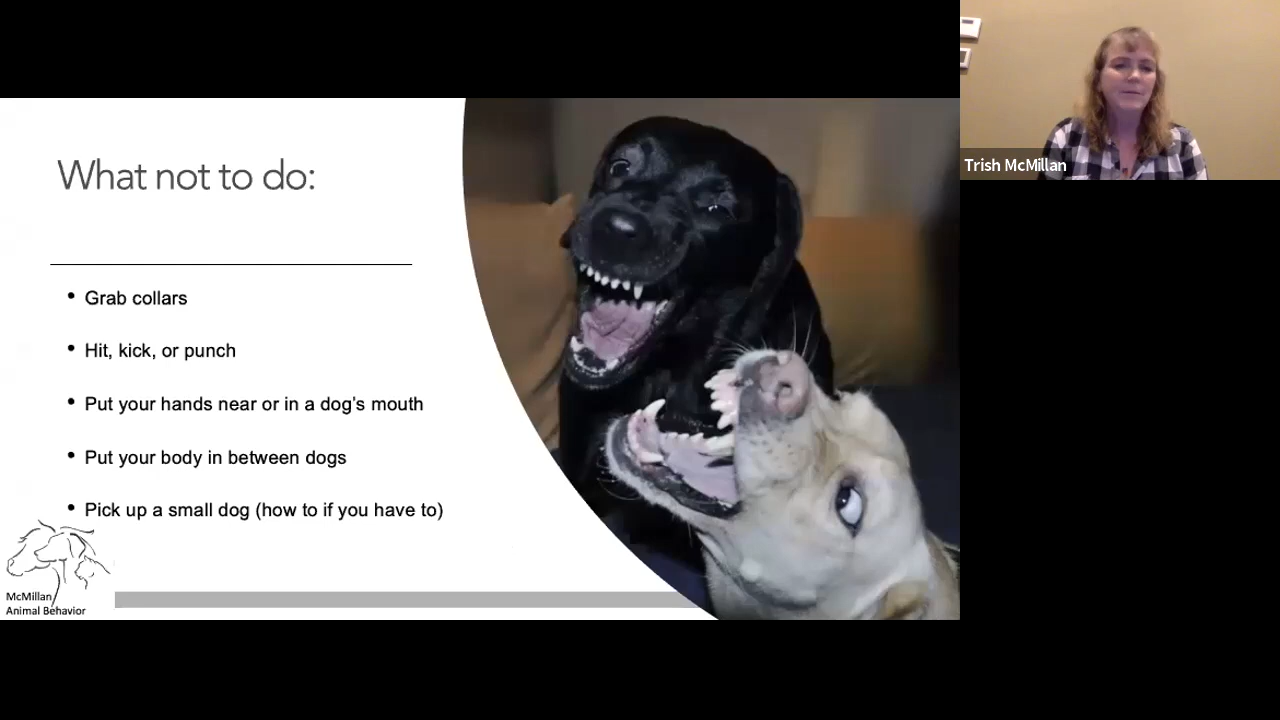 What not to do:
• Grab collars
• Hit, kick, or punch
• Put your hands near or in a dog's mouth
• Put your body in between dogs
• Pick up a small dog (how to if you have to)
McMillan
Animal Behavior
Trish McMillan